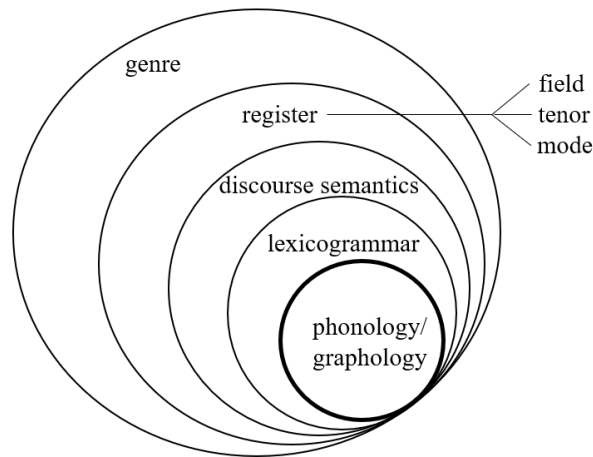 genre
field
register
tenor
mode
discourse semantics
lexicogrammar
phonology/
graphology